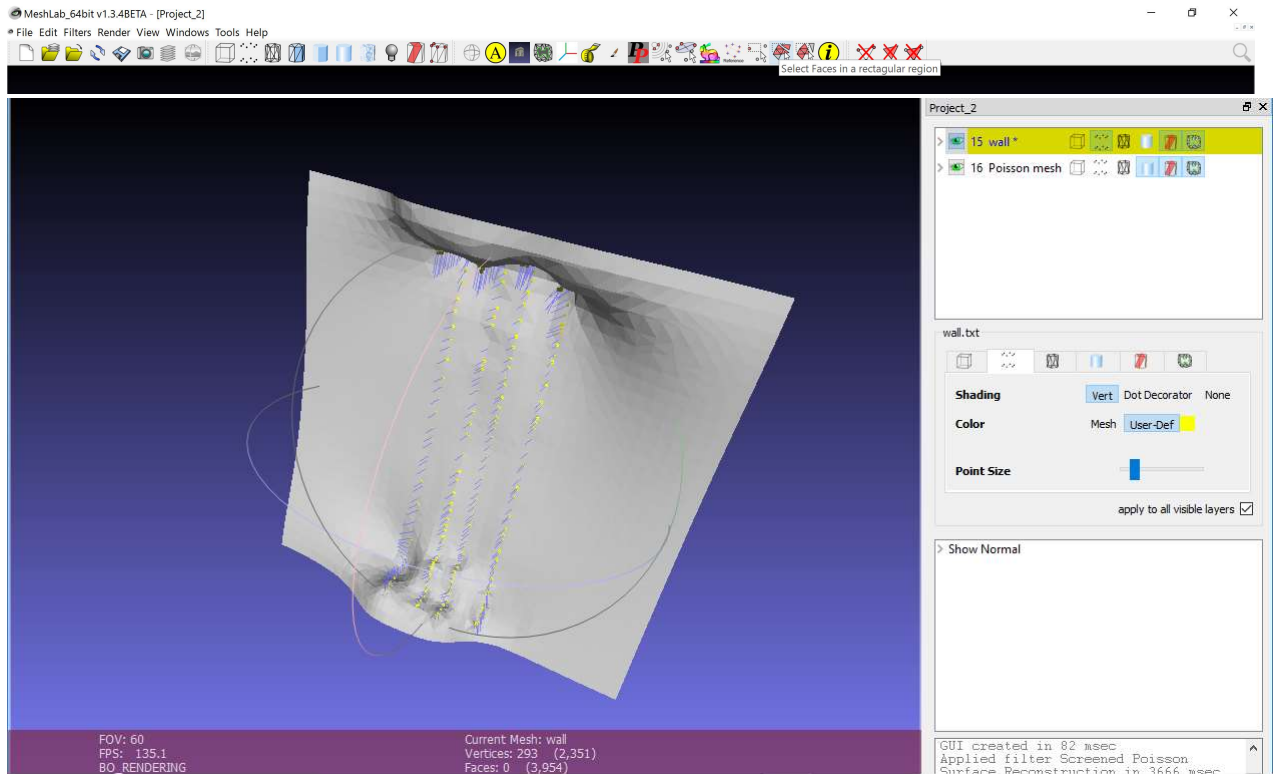 MeshLab_64bit v1.3.4BETA - [Project_2]
File Edit Filters Render View Windows Tools Help
A
Pp
Reference
i
Select Faces in a rectagular region
Project_2
15 wall *
16 Poisson mesh
wall.txt
Shading Vert Dot Decorator None
Color Mesh User-Def
Point Size
apply to all visible layers
Show Normal
FOV: 60
FPS: 135.1
BO_RENDERING
Current Mesh: wall
Vertices: 293 (2,351)
Faces: 0 (3,954)
GUI created in 82 msec
Applied filter Screened Poisson
Surface Reconstruction in 3666 msec